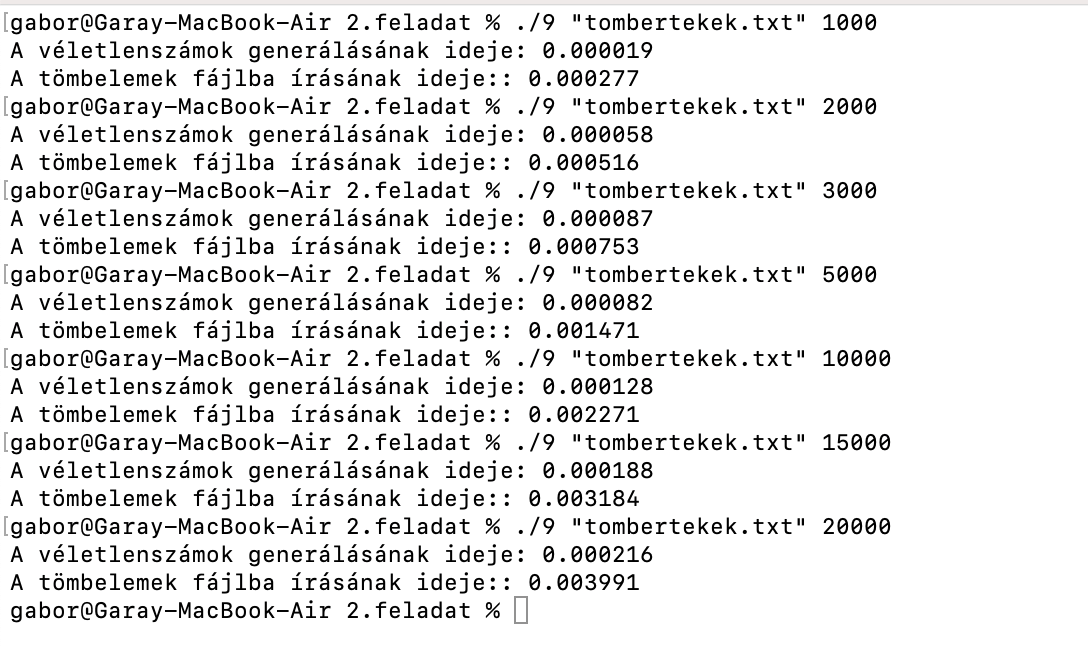 [gabor@Garay-MacBook-Air 2.feladat % ./9 "tombertekek.txt" 1000
A véletlenszámok generálásának ideje: 0.000019
A tömbelemek fájlba írásának ideje:: 0.000277
[gabor@Garay-MacBook-Air 2.feladat % ./9 "tombertekek.txt" 2000
A véletlenszámok generálásának ideje: 0.000058
A tömbelemek fájlba írásának ideje:: 0.000516
[gabor@Garay-MacBook-Air 2.feladat % ./9 "tombertekek.txt" 3000
A véletlenszámok generálásának ideje: 0.000087
A tömbelemek fájlba írásának ideje:: 0.000753
[gabor@Garay-MacBook-Air 2.feladat % ./9 "tombertekek.txt" 5000
A véletlenszámok generálásának ideje: 0.000082
A tömbelemek fájlba írásának ideje:: 0.001471
[gabor@Garay-MacBook-Air 2.feladat % ./9 "tombertekek.txt" 10000
A véletlenszámok generálásának ideje: 0.000128
A tömbelemek fájlba írásának ideje:: 0.002271
[gabor@Garay-MacBook-Air 2.feladat % ./9 "tombertekek.txt" 15000
A véletlenszámok generálásának ideje: 0.000188
A tömbelemek fájlba írásának ideje:: 0.003184
[gabor@Garay-MacBook-Air 2.feladat % ./9 "tombertekek.txt" 20000
A véletlenszámok generálásának ideje: 0.000216
A tömbelemek fájlba írásának ideje:: 0.003991
gabor@Garay-MacBook-Air 2.feladat %